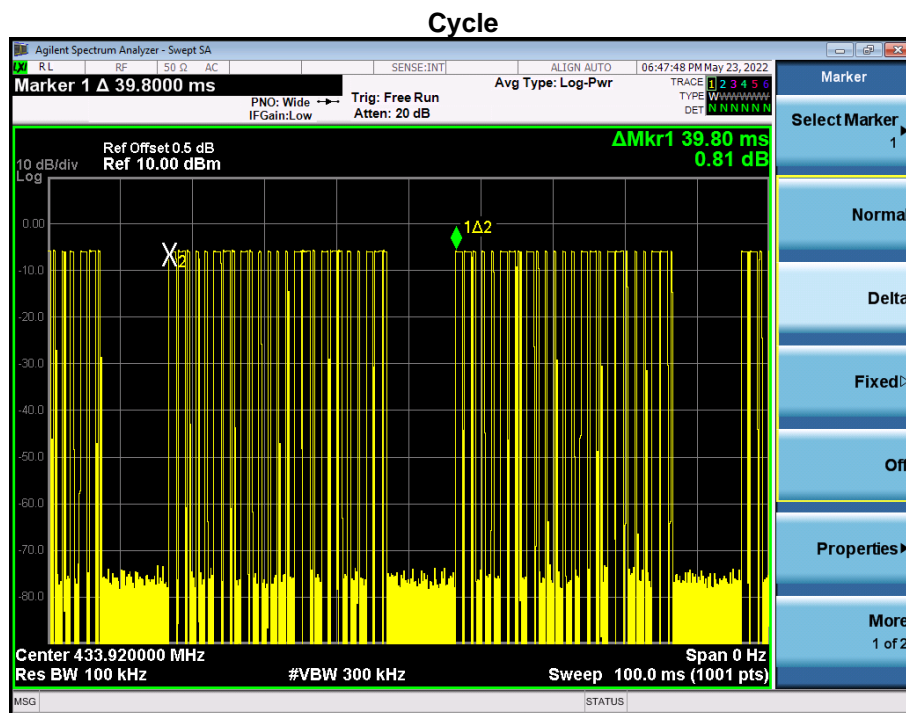 Cycle
Agilent Spectrum Analyzer - Swept SA
LXI RL RF 50 Ω AC SENSE:INT ALIGN AUTO 06:47:48 PM May 23, 2022
Marker 1 Δ 39.8000 ms
PNO: Wide
IFGain:Low
Trig: Free Run
Atten: 20 dB
Avg Type: Log-Pwr
TRACE 1 2 3 4 5 6
TYPE WWWWWW
DET N N N N N N
ΔMkr1 39.80 ms
0.81 dB
Ref Offset 0.5 dB
10 dB/div Ref 10.00 dBm
Log
0.00
-10.0
-20.0
-30.0
-40.0
-50.0
-60.0
-70.0
-80.0
X2
1Δ2
Center 433.920000 MHz Span 0 Hz
Res BW 100 kHz #VBW 300 kHz Sweep 100.0 ms (1001 pts)
MSG STATUS
Marker
Select Marker
1
Normal
Delta
Fixed
Off
Properties
More
1 of 2